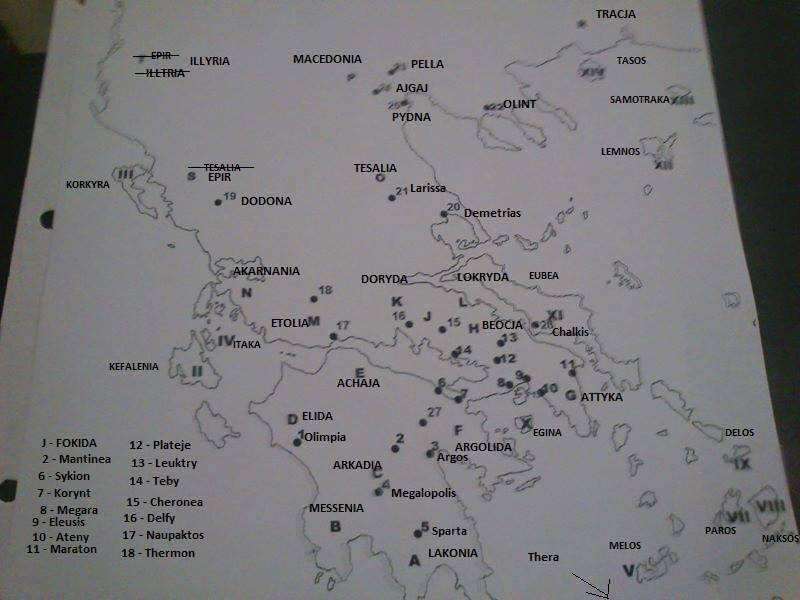 TRACJA
EPIR
ILLTRIA
ILLYRIA
MACEDONIA
PELLA
TASOS
XIV
AJGAJ
SAMOTRAKA
XIII
OLINT
22
PYDNA
LEMNOS
XII
KORKYRA
III
TESALIA
S
EPIR
TESALIA
19
DODONA
21
Larissa
20
Demetrias
AKARNANIA
N
DORYDA
LOKRYDA
EUBEA
18
K
L
ETOLIA
M
17
16
J
15
H
BEOCJA
XI
Chalkis
13
IV
ITAKA
14
12
KEFALENIA
II
E
ACHAJA
11
8
9
10
6
7
G
ATTYKA
D
ELIDA
27
X
EGINA
DELOS
IX
1
Olimpia
2
F
ARGOLIDA
3
Argos
ARKADIA
C
4
Megalopolis
MESSENIA
B
5
Sparta
A
LAKONIA
Thera
MELOS
V
PAROS
VII
VIII
NAKSOS
J - FOKIDA
2 - Mantinea
6 - Sykion
7 - Korynt
8 - Megara
9 - Eleusis
10 - Ateny
11 - Maraton
12 - Plateje
13 - Leuktry
14 - Teby
15 - Cheronea
16 - Delfy
17 - Naupaktos
18 - Thermon